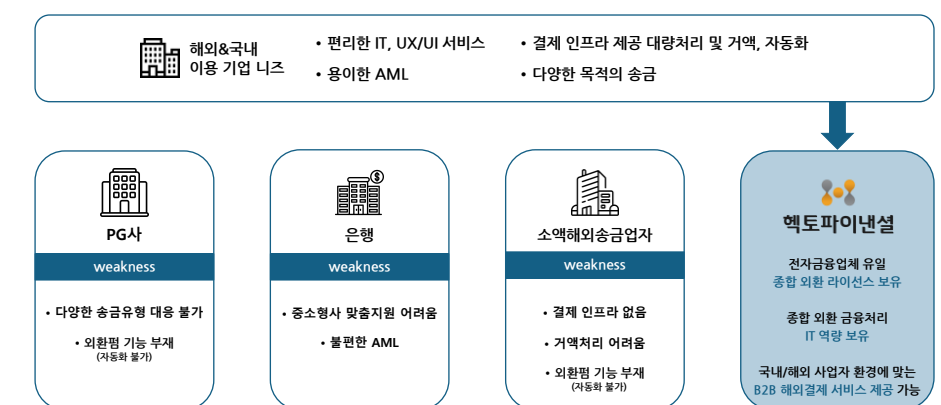 해외&국내
이용 기업 니즈
• 편리한 IT, UX/UI 서비스
• 용이한 AML
• 결제 인프라 제공 대량처리 및 거액, 자동화
• 다양한 목적의 송금
PG사
weakness
• 다양한 송금유형 대응 불가
• 외환펌 기능 부재
(자동화 불가)
은행
weakness
• 중소형사 맞춤지원 어려움
• 불편한 AML
소액해외송금업자
weakness
• 결제 인프라 없음
• 거액처리 어려움
• 외환펌 기능 부재
(자동화 불가)
헥토파이낸셜
전자금융업체 유일
종합 외환 라이선스 보유
종합 외환 금융처리
IT 역량 보유
국내/해외 사업자 환경에 맞는
B2B 해외결제 서비스 제공 가능